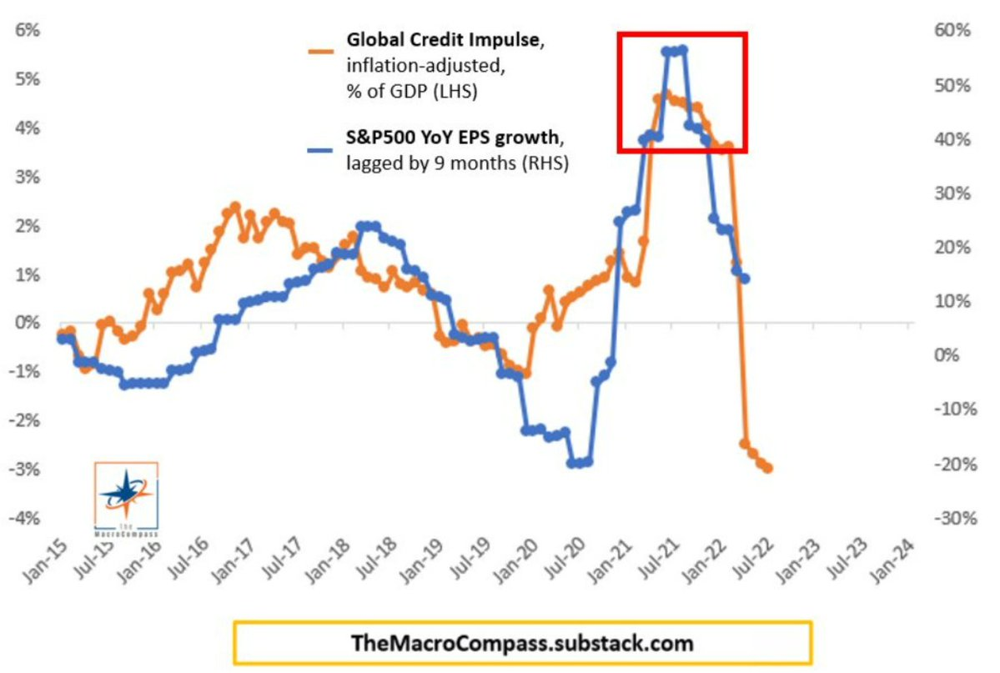 Global Credit Impulse,
inflation-adjusted,
% of GDP (LHS)
S&P500 YoY EPS growth,
lagged by 9 months (RHS)
6%
5%
4%
3%
2%
1%
0%
-1%
-2%
-3%
-4%
60%
50%
40%
30%
20%
10%
0%
-10%
-20%
-30%
The
MacroCompass
Jan-15
Jul-15
Jan-16
Jul-16
Jan-17
Jul-17
Jan-18
Jul-18
Jan-19
Jul-19
Jan-20
Jul-20
Jan-21
Jul-21
Jan-22
Jul-22
Jan-23
Jul-23
Jan-24
TheMacroCompass.substack.com